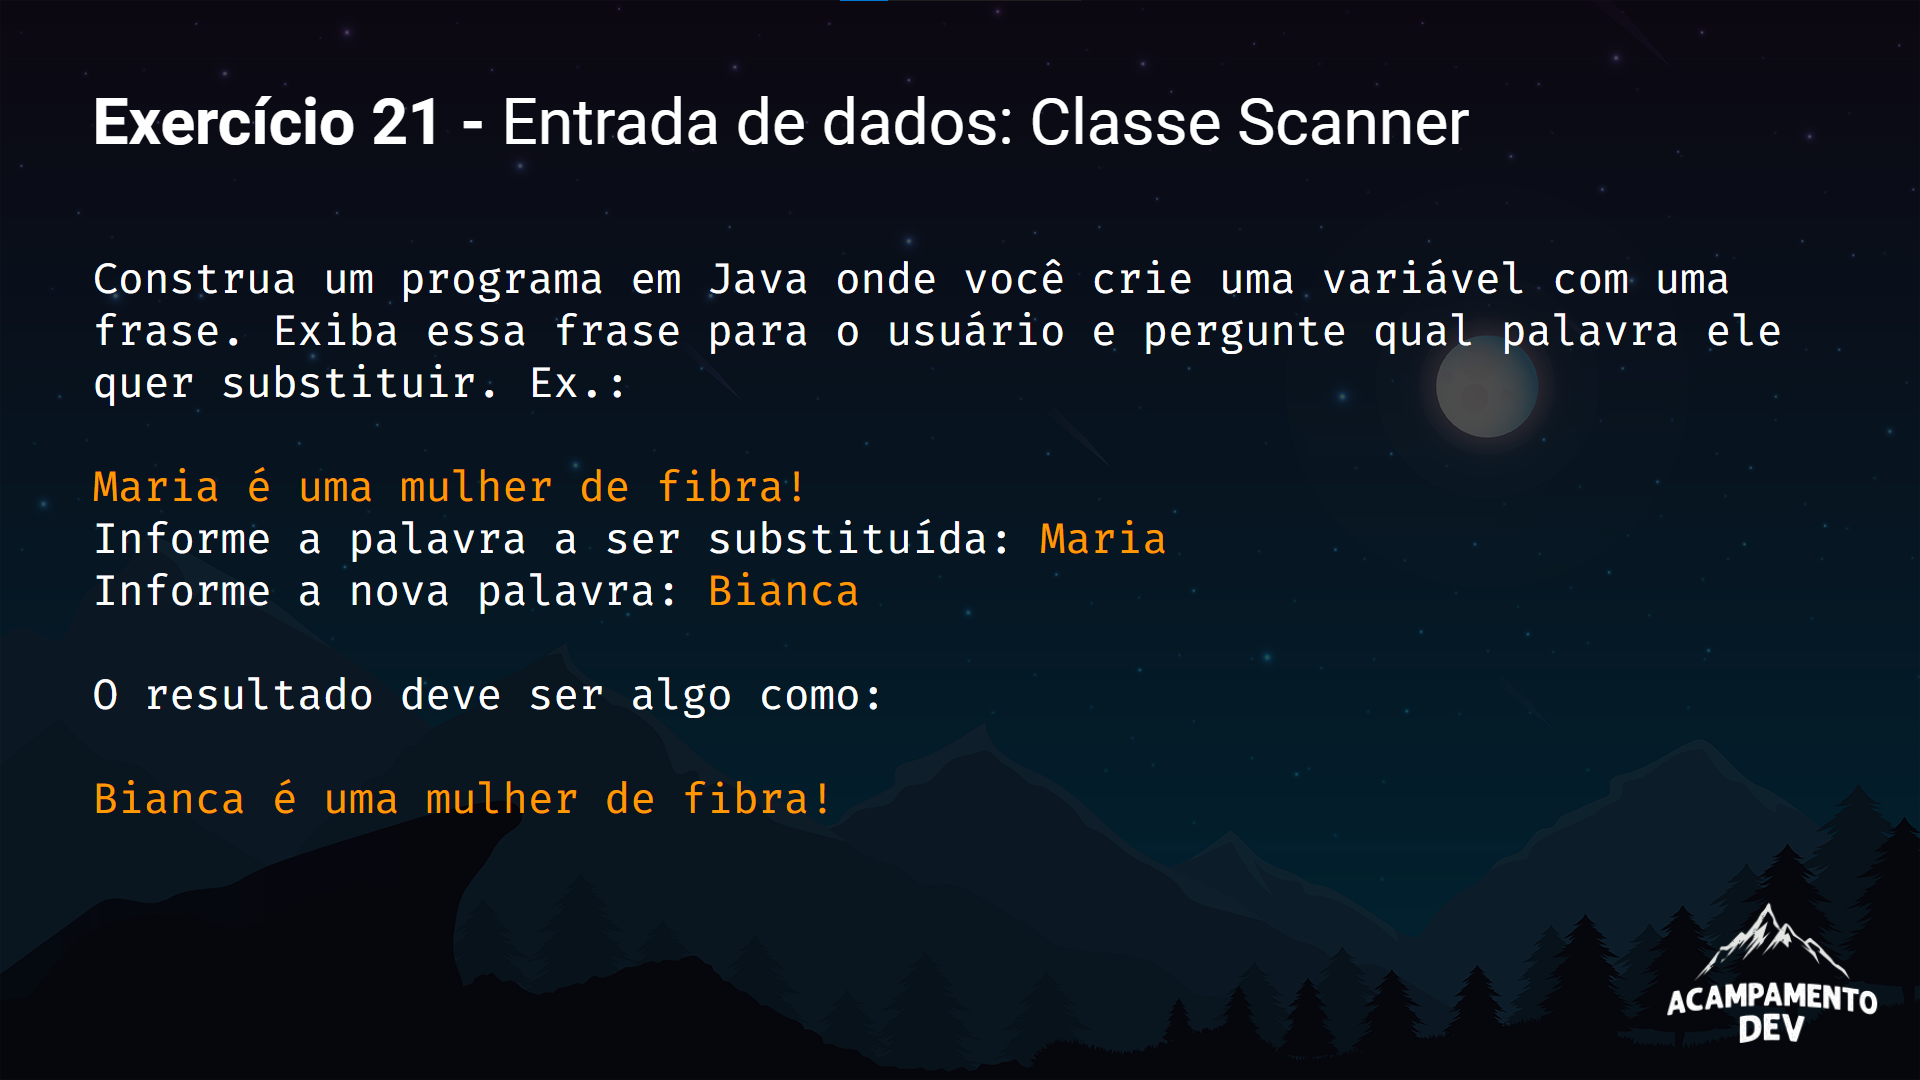 Exercício 21 - Entrada de dados: Classe Scanner
Construa um programa em Java onde você crie uma variável com uma
frase. Exiba essa frase para o usuário e pergunte qual palavra ele
quer substituir. Ex.:
Maria é uma mulher de fibra!
Informe a palavra a ser substituída: Maria
Informe a nova palavra: Bianca
O resultado deve ser algo como:
Bianca é uma mulher de fibra!
ACAMPAMENTO
DEV